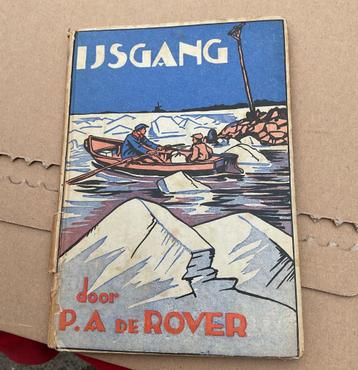 IJSGANG
door
P. A DE ROVER